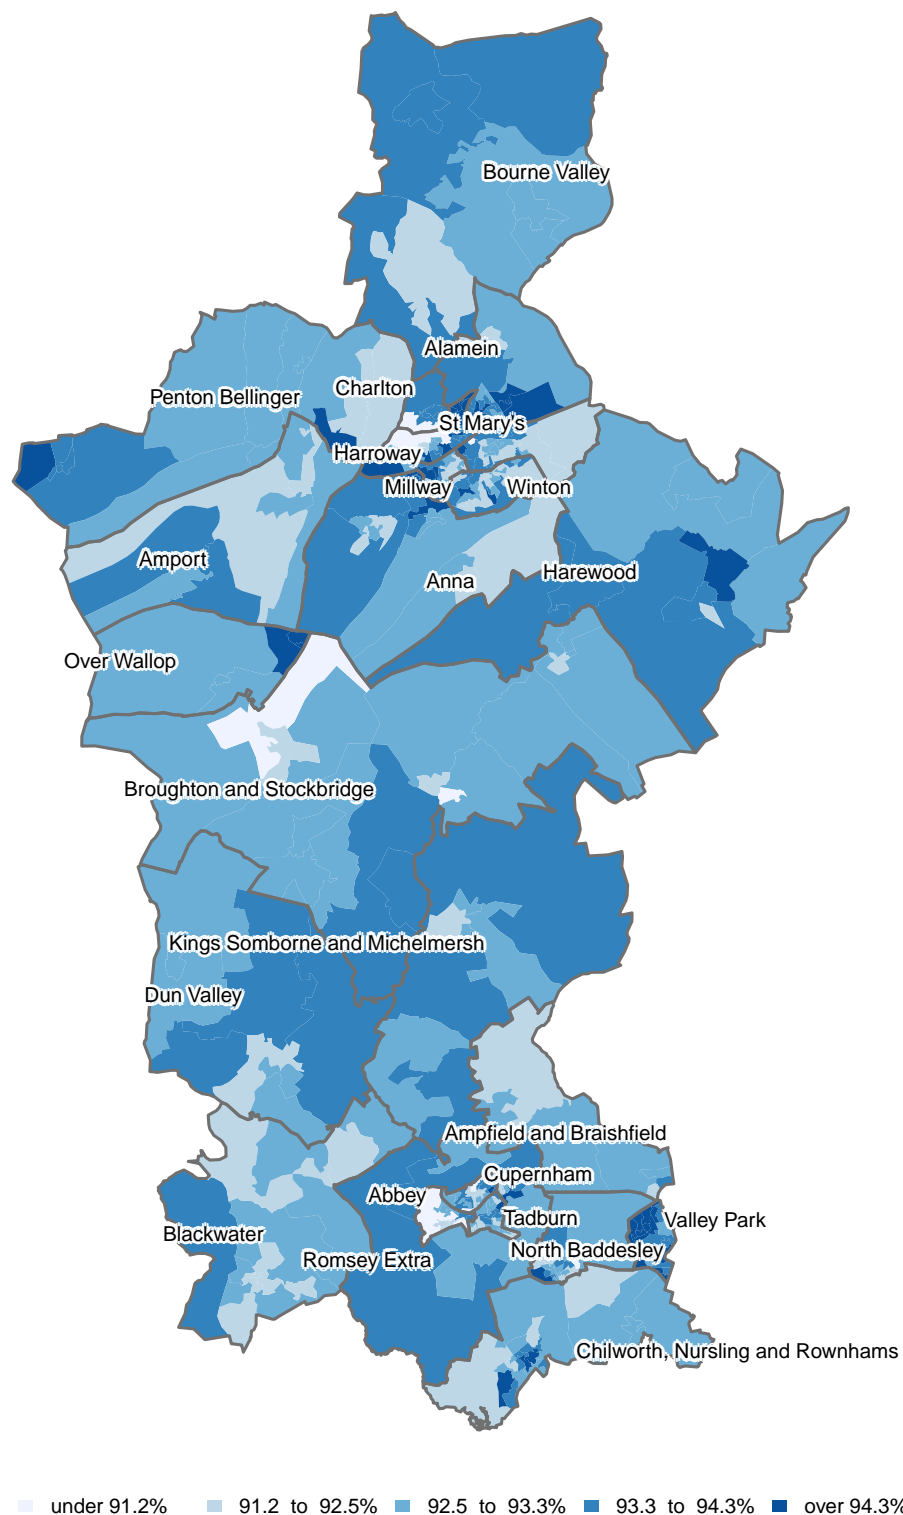 Bourne Valley
Alamein
Charlton
Penton Bellinger
St Mary's
Harroway
Millway
Winton
Amport
Harewood
Anna
Over Wallop
Broughton and Stockbridge
Kings Somborne and Michelmersh
Dun Valley
Ampfield and Braishfield
Cupernham
Abbey
Tadburn
Valley Park
Blackwater
North Baddesley
Romsey Extra
Chilworth, Nursling and Rownhams
under 91.2% 91.2 to 92.5% 92.5 to 93.3% 93.3 to 94.3% over 94.3%